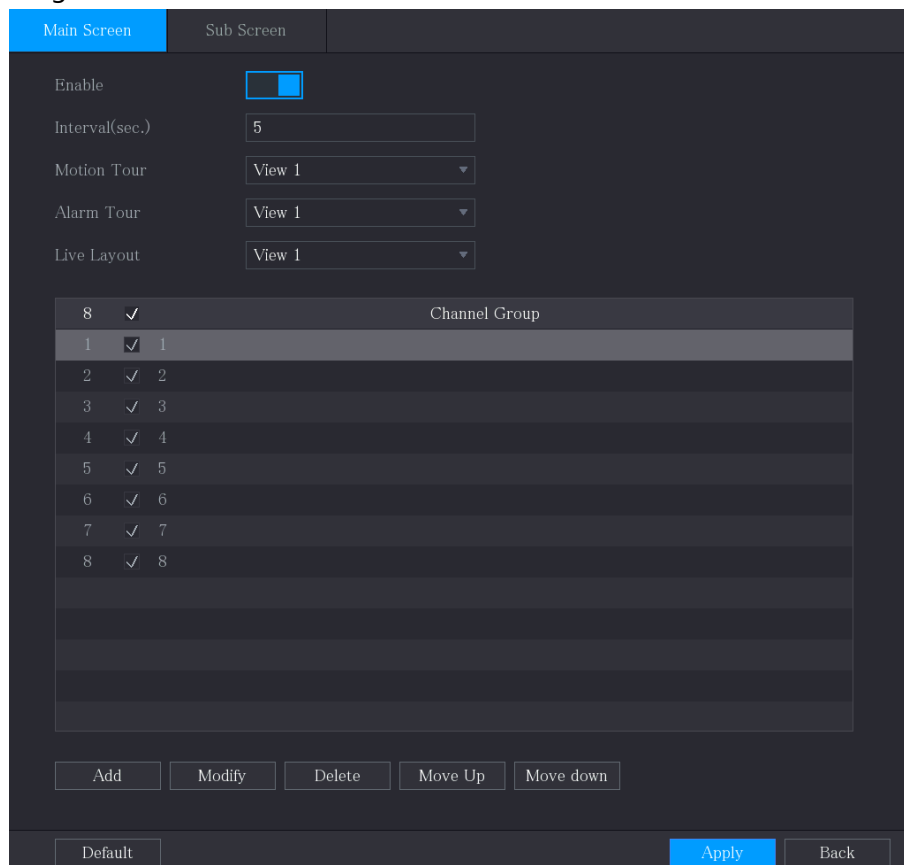 Main Screen Sub Screen
Enable
Interval(sec.) 5
Motion Tour View 1
Alarm Tour View 1
Live Layout View 1
8 Channel Group
1 1
2 2
3 3
4 4
5 5
6 6
7 7
8 8
Add Modify Delete Move Up Move down
Default Apply Back